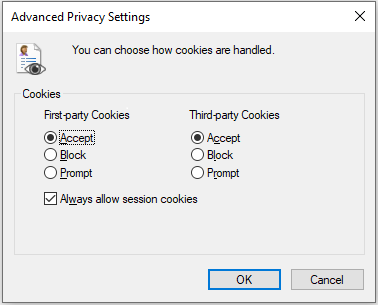 Advanced Privacy Settings
You can choose how cookies are handled.
Cookies
First-party Cookies
Third-party Cookies
Accept
Accept
Block
Block
Prompt
Prompt
Always allow session cookies
OK
Cancel